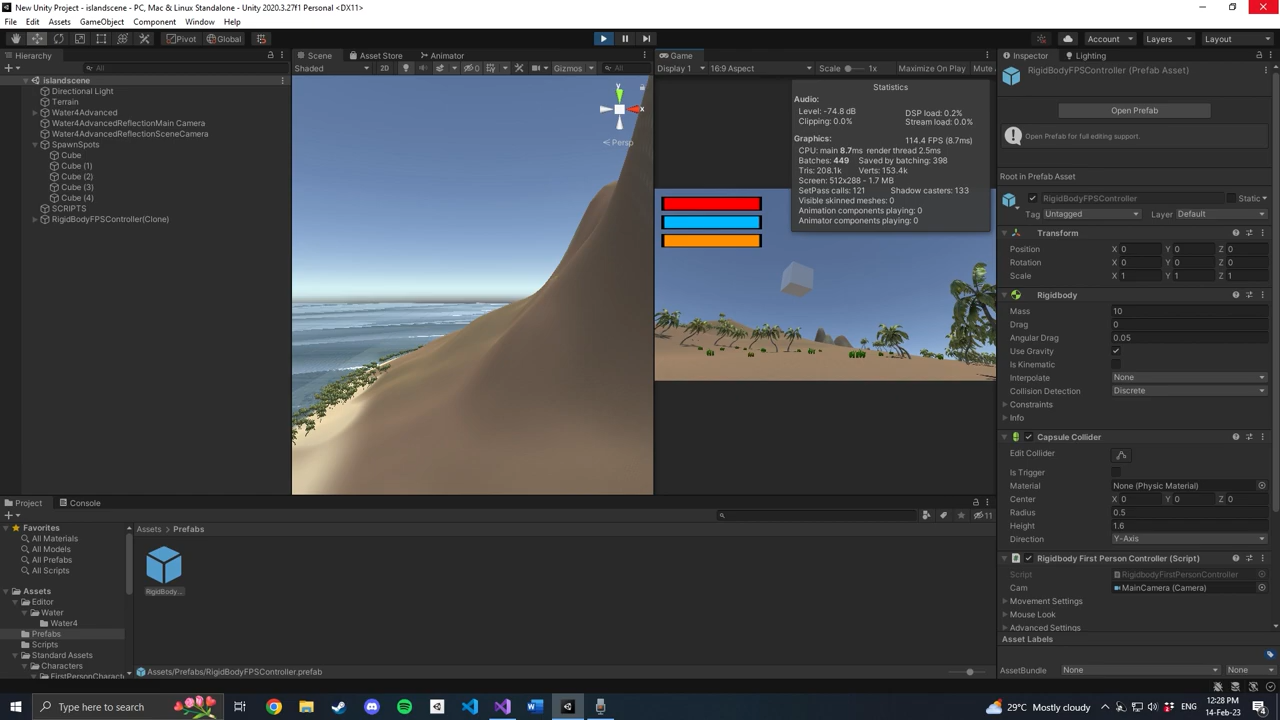 New Unity Project - islandscene - PC, Mac & Linux Standalone - Unity 2020.3.27f1 Personal <DX11>
File Edit Assets GameObject Component Window Help
Pivot Global Account Layers Layout
Hierarchy
All
islandscene
Directional Light
Terrain
Water4Advanced
Water4AdvancedReflectionMain Camera
Water4AdvancedReflectionSceneCamera
SpawnSpots
Cube
Cube (1)
Cube (2)
Cube (3)
Cube (4)
SCRIPTS
RigidBodyFPSController(Clone)
Scene Asset Store Animator
Shaded 2D 0 Gizmos All
y
x
Persp
Game
Display 1 16:9 Aspect Scale 1x Maximize On Play Mute
Statistics
Audio:
Level: -74.8 dB DSP load: 0.2%
Clipping: 0.0% Stream load: 0.0%
Graphics: 114.4 FPS (8.7ms)
CPU: main 8.7ms render thread 2.5ms
Batches: 449 Saved by batching: 398
Tris: 208.1k Verts: 153.4k
Screen: 512x288 - 1.7 MB
SetPass calls: 121 Shadow casters: 133
Visible skinned meshes: 0
Animation components playing: 0
Animator components playing: 0
Inspector Lighting
RigidBodyFPSController (Prefab Asset)
Open Prefab
Open Prefab for full editing support.
Root in Prefab Asset
RigidBodyFPSController Static
Tag Untagged Layer Default
Transform
Position X 0 Y 0 Z 0
Rotation X 0 Y 0 Z 0
Scale X 1 Y 1 Z 1
Rigidbody
Mass 10
Drag 0
Angular Drag 0.05
Use Gravity
Is Kinematic
Interpolate None
Collision Detection Discrete
Constraints
Info
Capsule Collider
Edit Collider
Is Trigger
Material None (Physic Material)
Center X 0 Y 0 Z 0
Radius 0.5
Height 1.6
Direction Y-Axis
Rigidbody First Person Controller (Script)
Script RigidbodyFirstPersonController
Cam MainCamera (Camera)
Movement Settings
Mouse Look
Advanced Settings
Asset Labels
AssetBundle None None
Project Console
11
Favorites
All Materials
All Models
All Prefabs
All Scripts
Assets
Editor
Water
Water4
Prefabs
Scripts
Standard Assets
Characters
FirstPersonCharact
Assets > Prefabs
RigidBody...
Assets/Prefabs/RigidBodyFPSController.prefab
Type here to search
29°C Mostly cloudy
ENG
12:28 PM
14-Feb-23